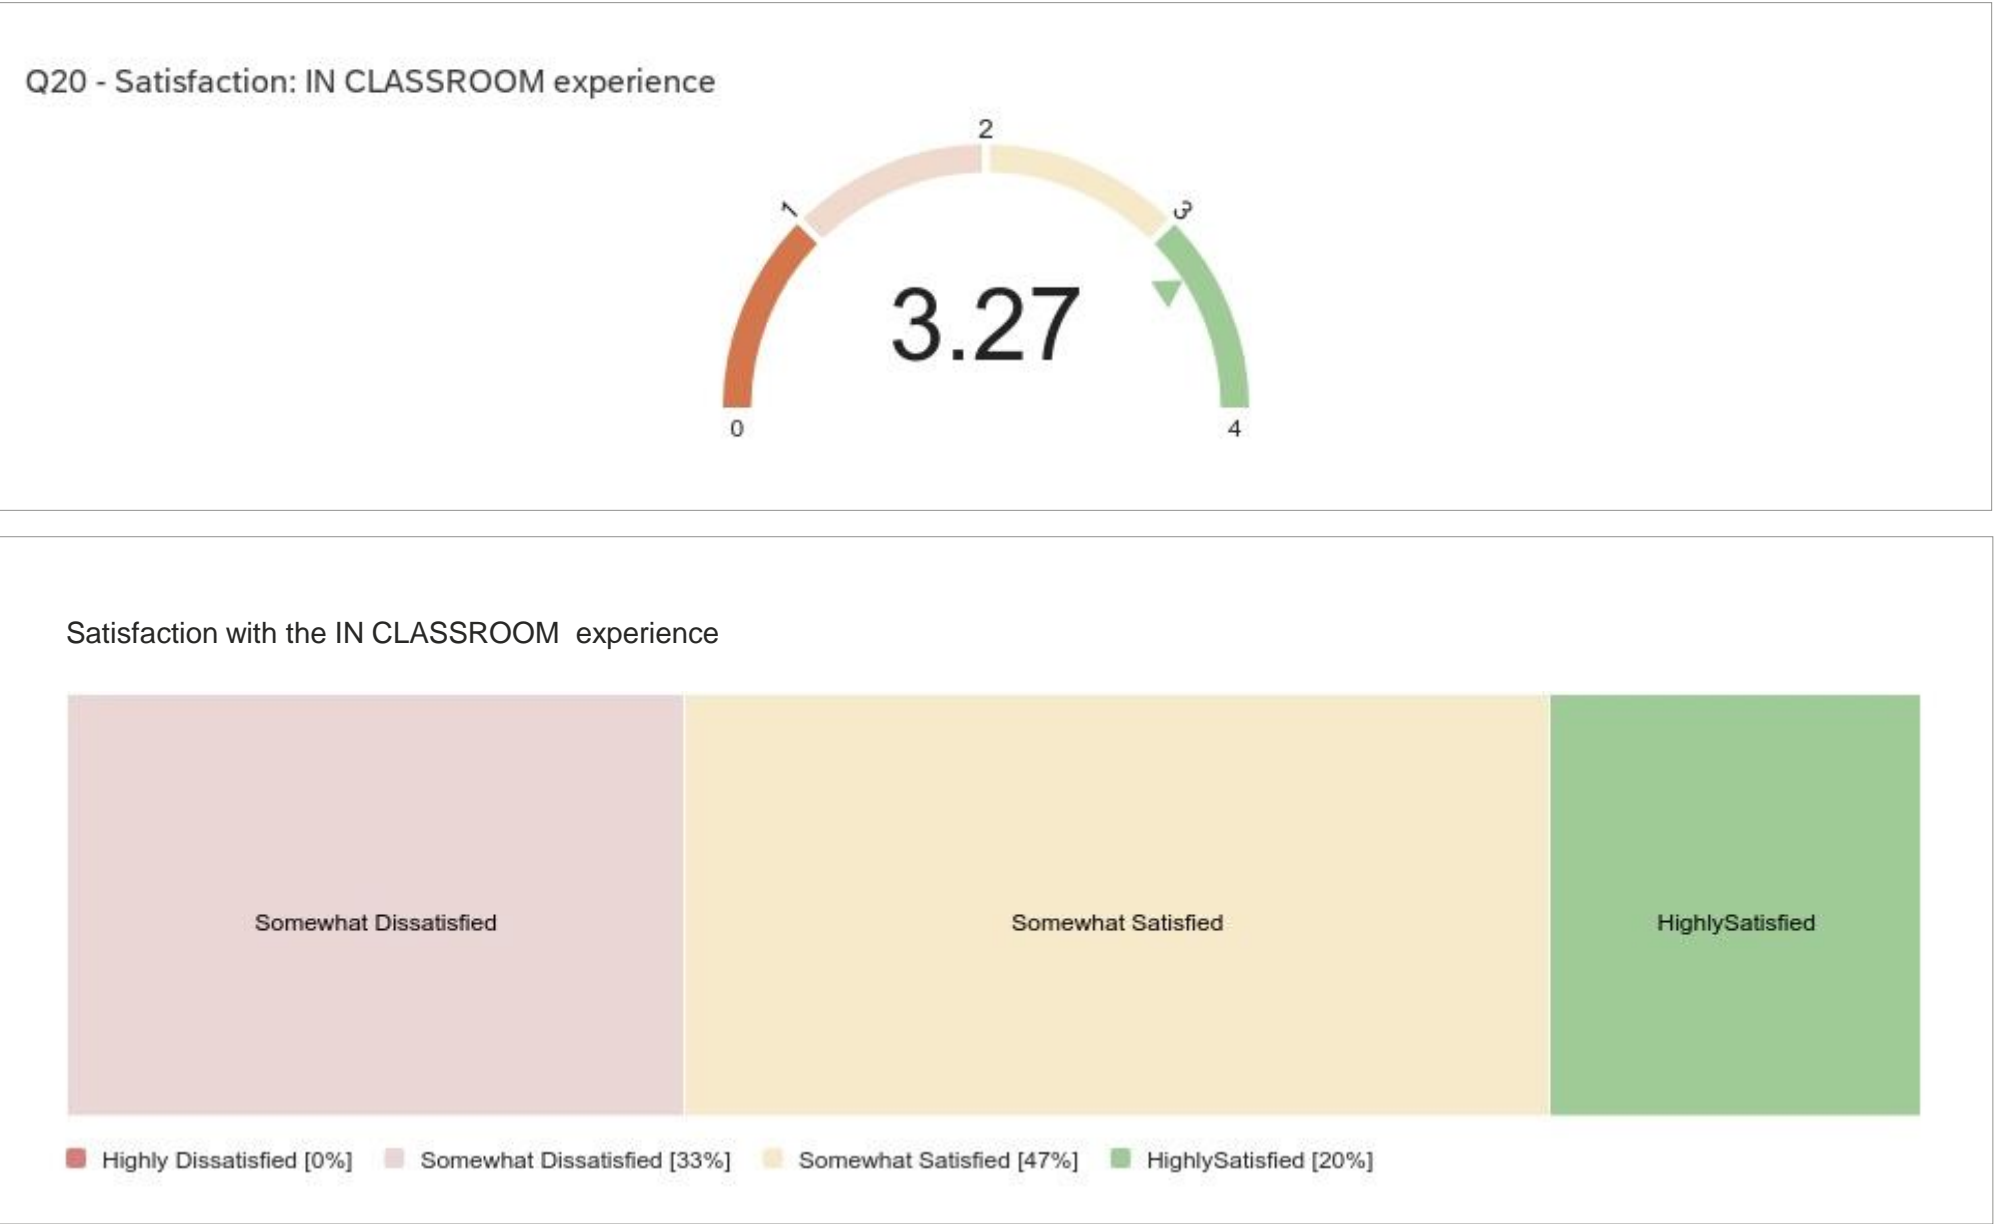 Q20 - Satisfaction: IN CLASSROOM experience
2
1
3
3.27
0
4
Satisfaction with the IN CLASSROOM  experience
Somewhat Dissatisfied
Somewhat Satisfied
HighlySatisfied
Highly Dissatisfied [0%]
Somewhat Dissatisfied [33%]
Somewhat Satisfied [47%]
HighlySatisfied [20%]